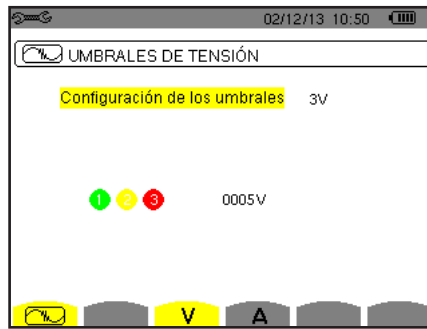 02/12/13 10:50
UMBRALES DE TENSIÓN
Configuración de los umbrales 3V
1 2 3 0005V
V A